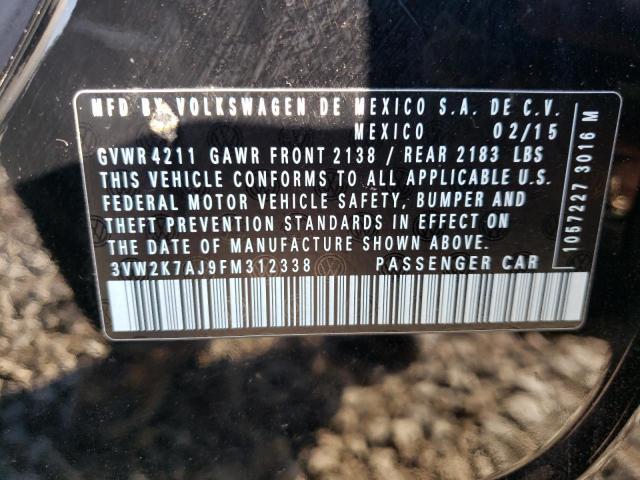 MFD BY VOLKSWAGEN DE MEXICO S.A. DE C.V.
MEXICO 02/15
GVWR 4211 GAWR FRONT 2138 / REAR 2183 LBS
THIS VEHICLE CONFORMS TO ALL APPLICABLE U.S.
FEDERAL MOTOR VEHICLE SAFETY, BUMPER AND
THEFT PREVENTION STANDARDS IN EFFECT ON
THE DATE OF MANUFACTURE SHOWN ABOVE.
3VW2K7AJ9FM312338 PASSENGER CAR
1057227 3016 M